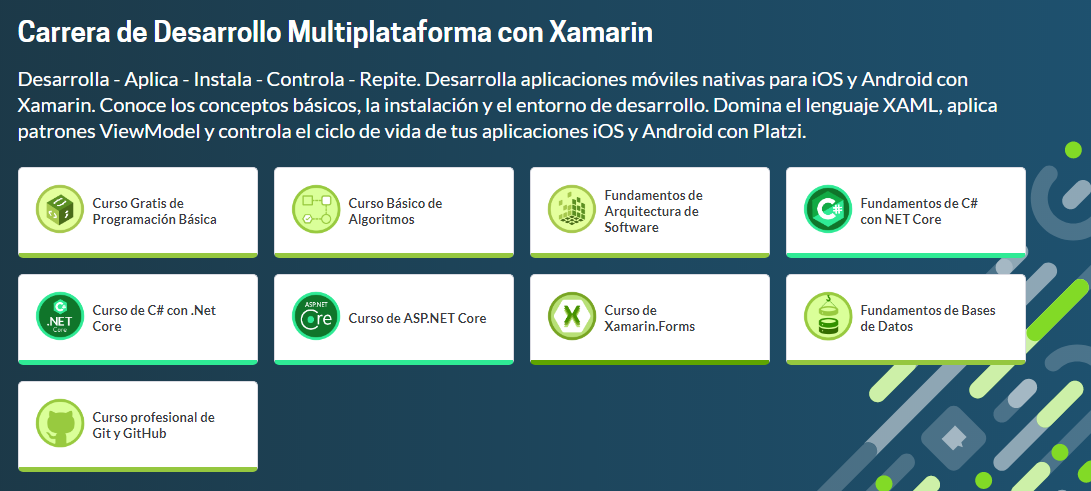 Carrera de Desarrollo Multiplataforma con Xamarin
Desarrolla - Aplica - Instala - Controla - Repite. Desarrolla aplicaciones móviles nativas para iOS y Android con
Xamarin. Conoce los conceptos básicos, la instalación y el entorno de desarrollo. Domina el lenguaje XAML, aplica
patrones ViewModel y controla el ciclo de vida de tus aplicaciones iOS y Android con Platzi.
Curso Gratis de
Programación Básica
Curso Básico de
Algoritmos
Fundamentos de
Arquitectura de
Software
C#
Fundamentos de C#
con NET Core
C#
.NET
Core
Curso de C# con .Net
Core
ASP.NET
Core
Curso de ASP.NET Core
X
Curso de
Xamarin.Forms
Fundamentos de Bases
de Datos
Curso profesional de
Git y GitHub